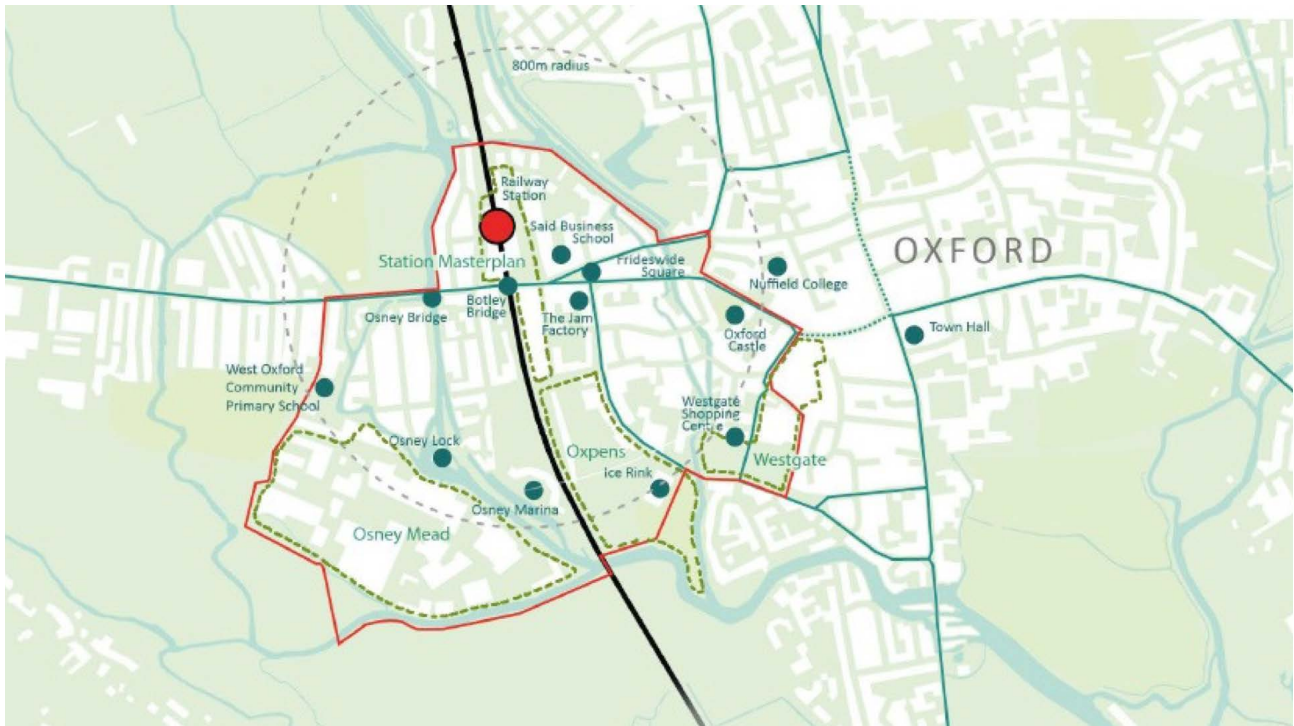 800m radius
Railway
Station
Said Business
School
Station Masterplan
Frideswide
Square
OXFORD
Nuffield College
Osney Bridge
Botley
Bridge
The Jam
Factory
Oxford
Castle
Town Hall
West Oxford
Community
Primary School
Westgate
Shopping
Centre
Osney Lock
Oxpens
Westgate
Ice Rink
Osney Marina
Osney Mead